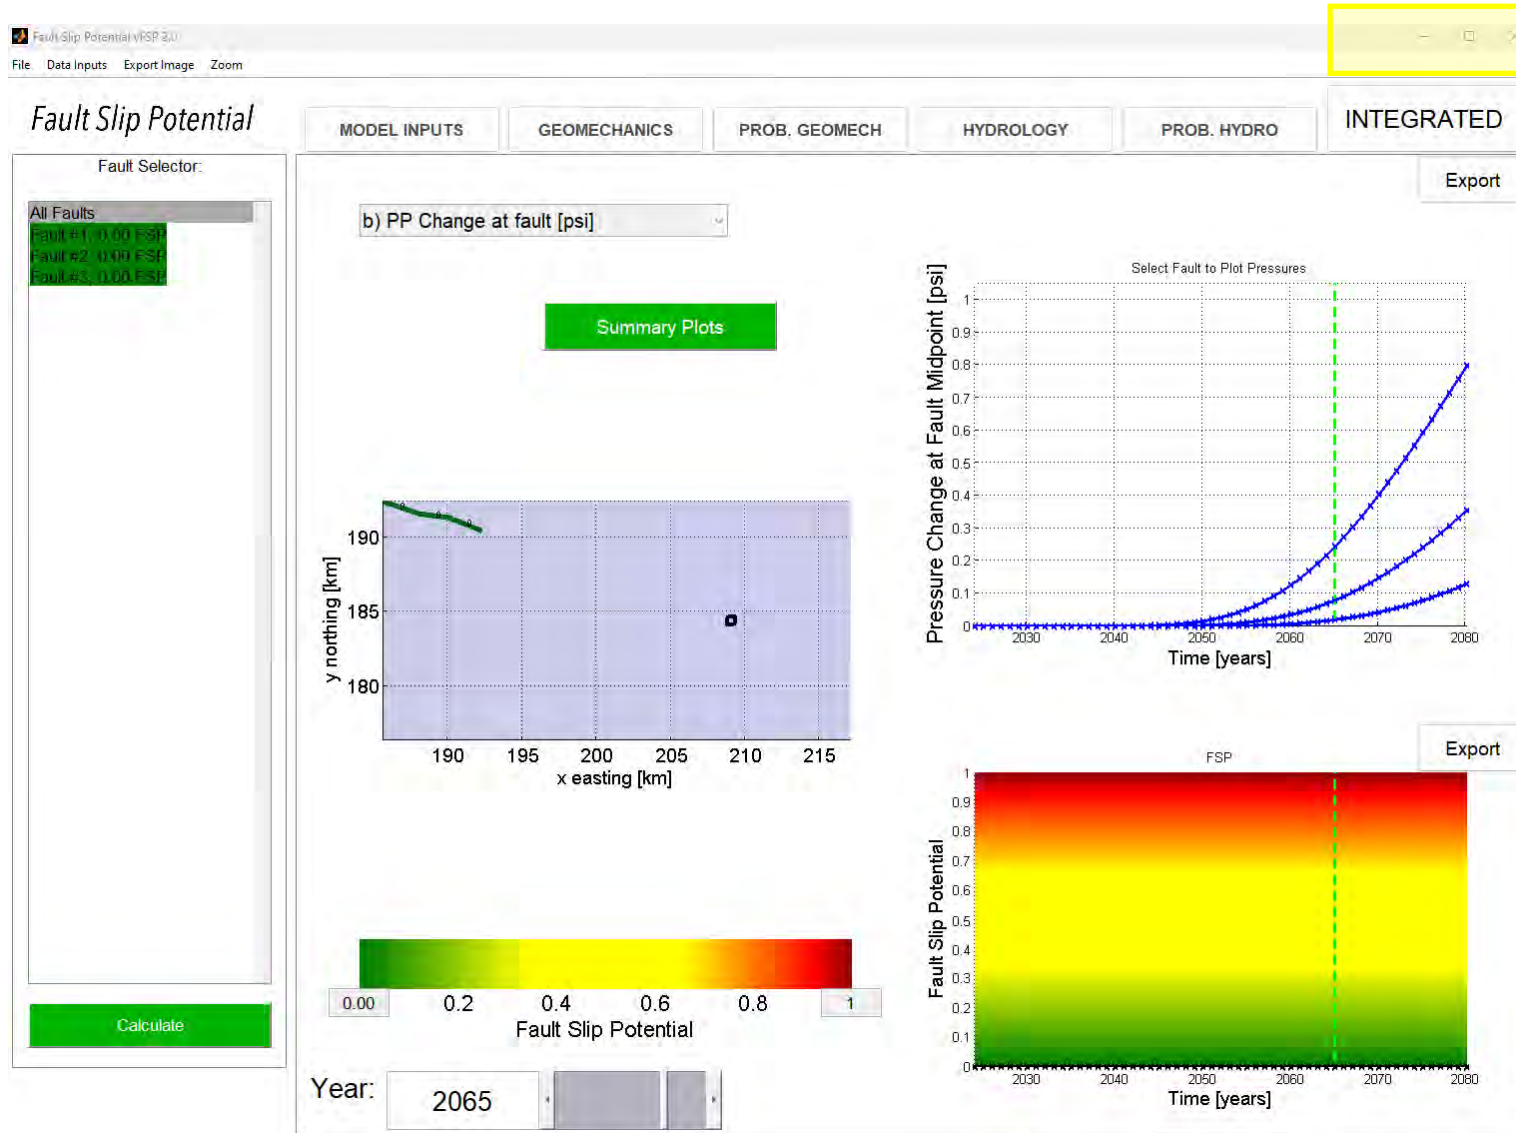 Fault Slip Potential vFSP 2.0
File Data Inputs Export Image Zoom
Fault Slip Potential
MODEL INPUTS GEOMECHANICS PROB. GEOMECH HYDROLOGY PROB. HYDRO INTEGRATED
Fault Selector:
All Faults
Fault #1, 0.00 FSP
Fault #2, 0.00 FSP
Fault #3, 0.00 FSP
Calculate
Export
b) PP Change at fault [psi]
Summary Plots
190
185
180
y northing [km]
190 195 200 205 210 215
x easting [km]
0.00 0.2 0.4 0.6 0.8 1
Fault Slip Potential
Year: 2065
Select Fault to Plot Pressures
Pressure Change at Fault Midpoint [psi]
1
0.9
0.8
0.7
0.6
0.5
0.4
0.3
0.2
0.1
0
2030 2040 2050 2060 2070 2080
Time [years]
Export
FSP
Fault Slip Potential
1
0.9
0.8
0.7
0.6
0.5
0.4
0.3
0.2
0.1
0
2030 2040 2050 2060 2070 2080
Time [years]